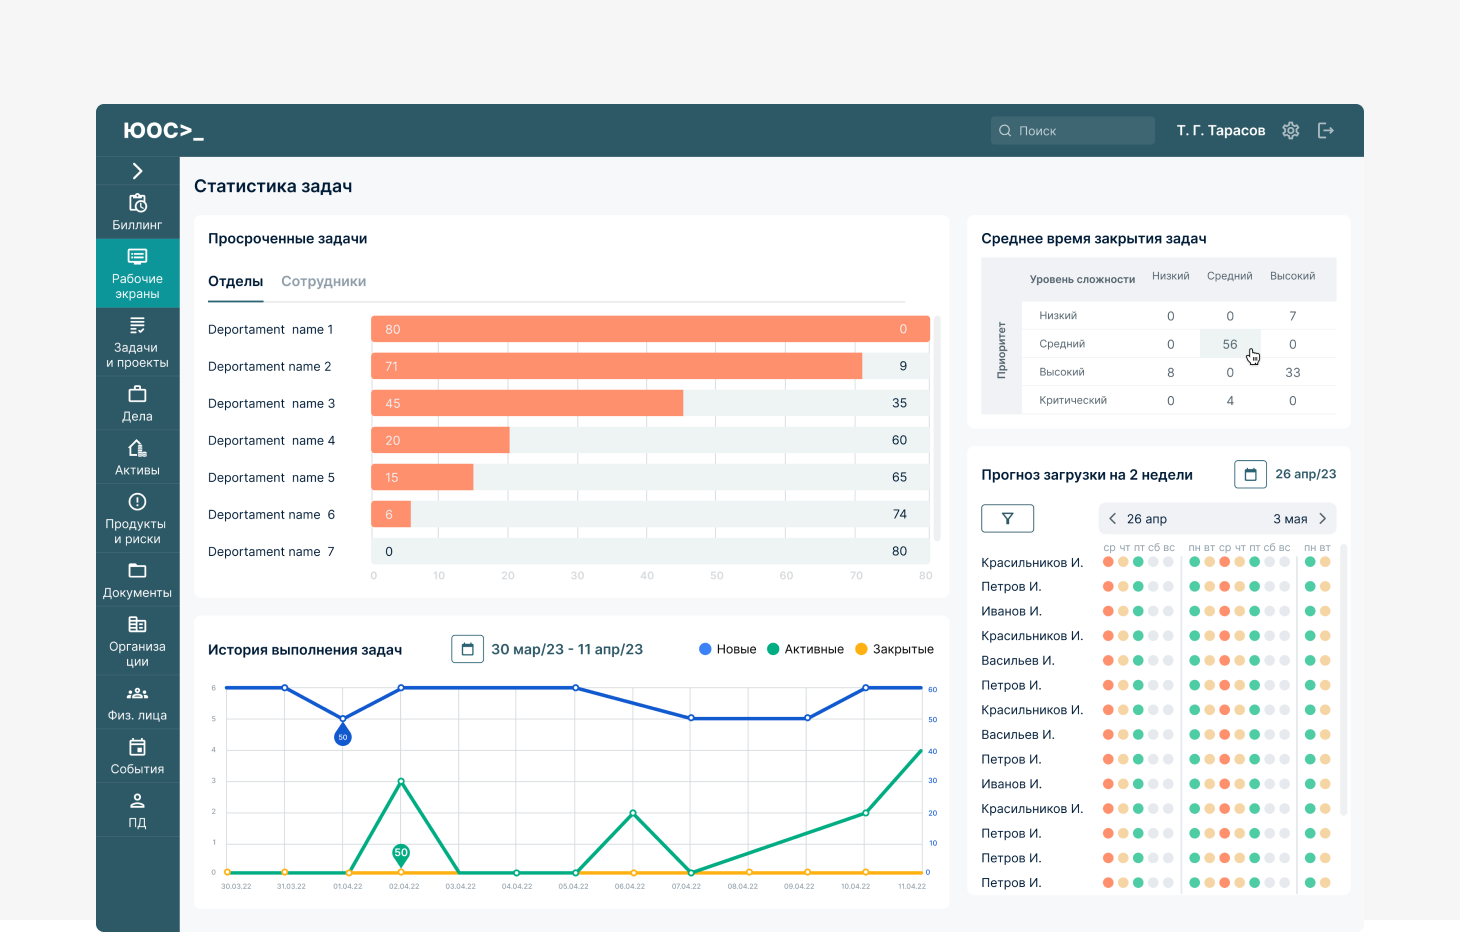 ЮОС>_
Поиск
Т. Г. Тарасов
Биллинг
Рабочие
экраны
Задачи
и проекты
Дела
Активы
Продукты
и риски
Документы
Организа
ции
Физ. лица
События
ПД
Статистика задач
Просроченные задачи
Отделы Сотрудники
Deportament name 1 80 0
Deportament name 2 71 9
Deportament name 3 45 35
Deportament name 4 20 60
Deportament name 5 15 65
Deportament name 6 6 74
Deportament name 7 0 80
0 10 20 30 40 50 60 70 80
История выполнения задач
30 мар/23 - 11 апр/23
Новые Активные Закрытые
6 60
5 50
50
4 40
3 30
2 20
1 10
50
0 0
30.03.22 31.03.22 01.04.22 02.04.22 03.04.22 04.04.22 05.04.22 06.04.22 07.04.22 08.04.22 09.04.22 10.04.22 11.04.22
Среднее время закрытия задач
Уровень сложности Низкий Средний Высокий
Приоритет
Низкий 0 0 7
Средний 0 56 0
Высокий 8 0 33
Критический 0 4 0
Прогноз загрузки на 2 недели
26 апр/23
26 апр 3 мая
ср чт пт сб вс пн вт ср чт пт сб вс пн вт
Красильников И.
Петров И.
Иванов И.
Красильников И.
Васильев И.
Петров И.
Красильников И.
Васильев И.
Петров И.
Иванов И.
Красильников И.
Петров И.
Петров И.
Петров И.